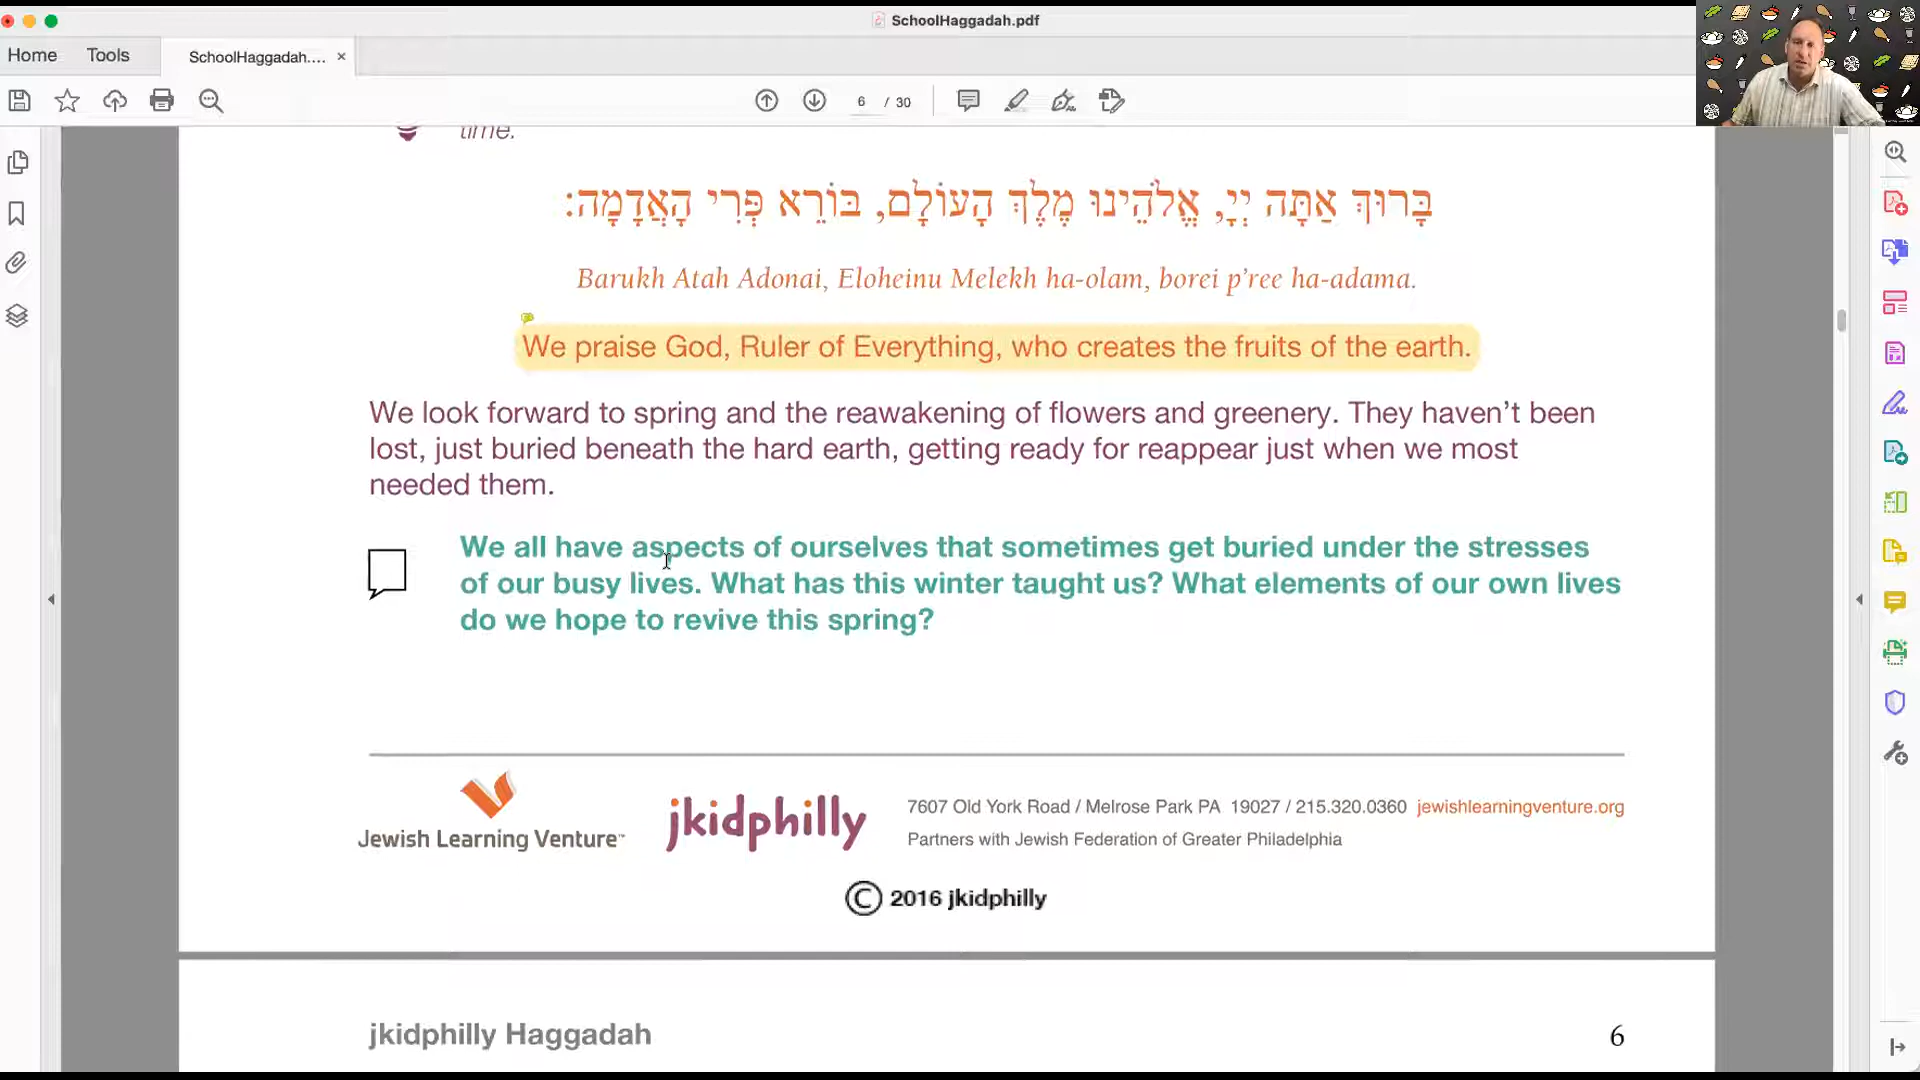 SchoolHaggadah.pdf
Home Tools SchoolHaggadah.... ×
6 / 30
time.
בָּרוּךְ אַתָּה יְיָ, אֱלֹהֵינוּ מֶלֶךְ הָעוֹלָם, בּוֹרֵא פְּרִי הָאֲדָמָה:
Barukh Atah Adonai, Eloheinu Melekh ha-olam, borei p'ree ha-adama.
We praise God, Ruler of Everything, who creates the fruits of the earth.
We look forward to spring and the reawakening of flowers and greenery. They haven't been
lost, just buried beneath the hard earth, getting ready for reappear just when we most
needed them.
We all have aspects of ourselves that sometimes get buried under the stresses
of our busy lives. What has this winter taught us? What elements of our own lives
do we hope to revive this spring?
Jewish Learning Venture™
jkidphilly
7607 Old York Road / Melrose Park PA 19027 / 215.320.0360 jewishlearningventure.org
Partners with Jewish Federation of Greater Philadelphia
© 2016 jkidphilly
jkidphilly Haggadah 6